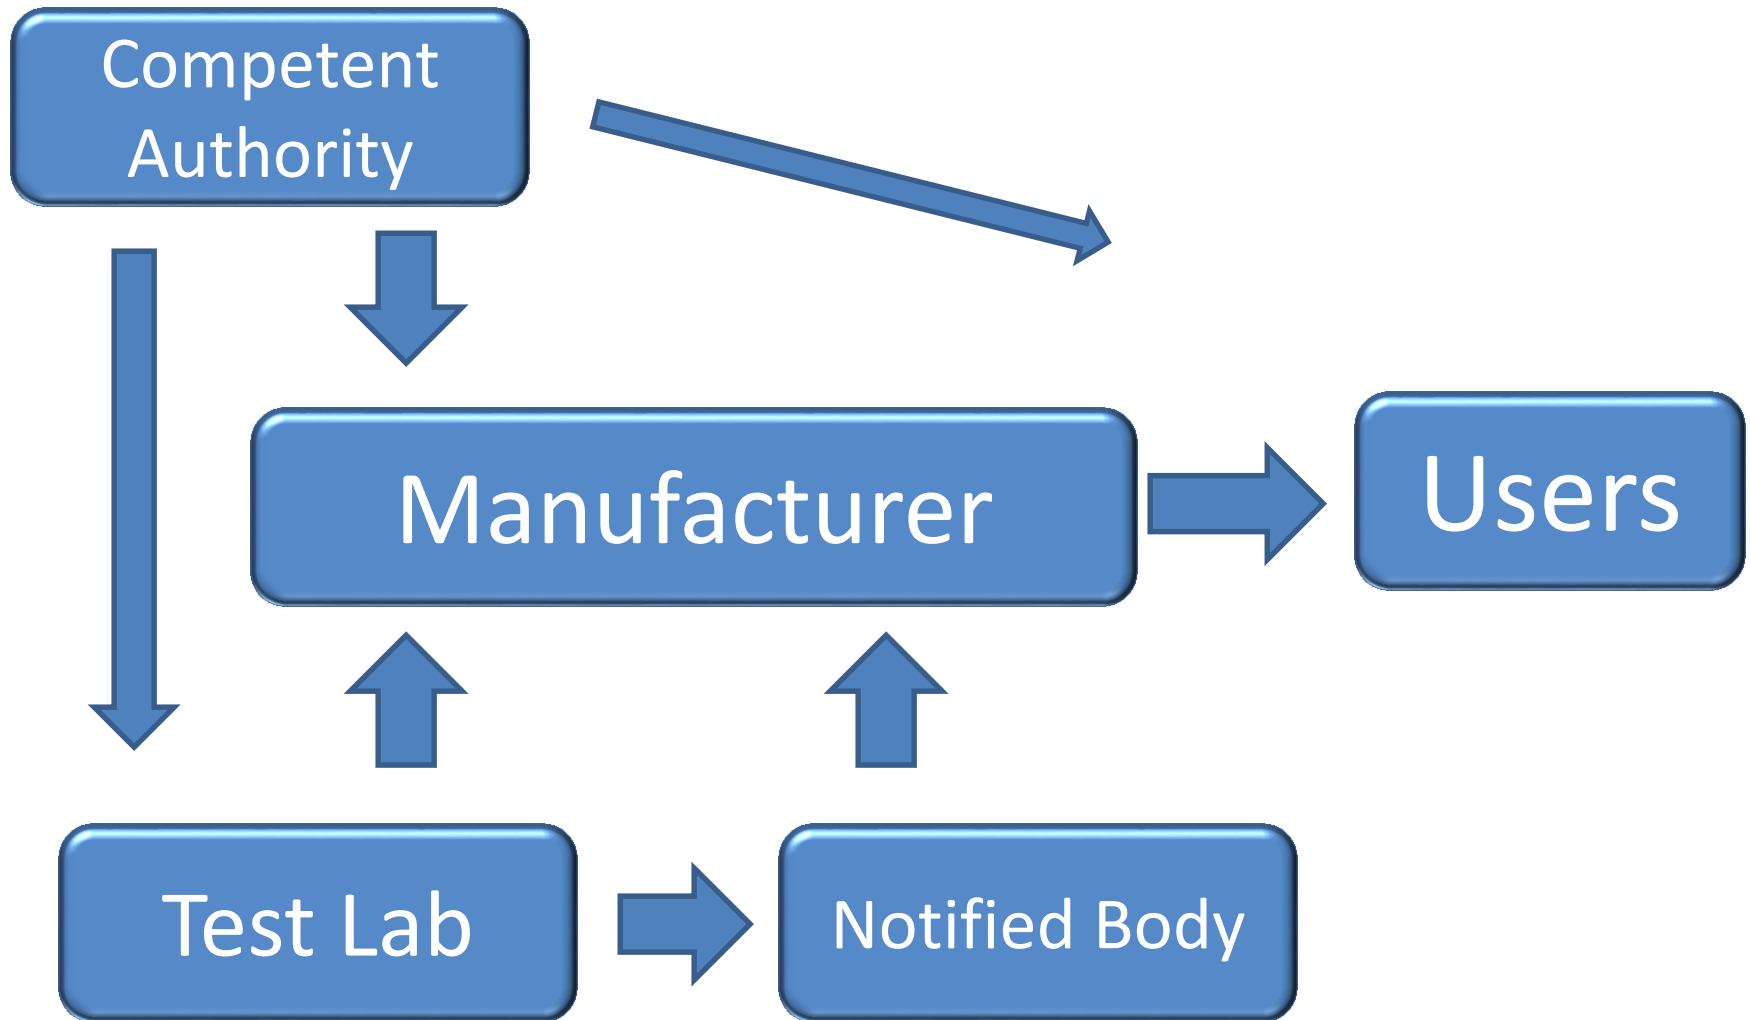 Competent
Authority
Manufacturer
Users
Test Lab
Notified Body